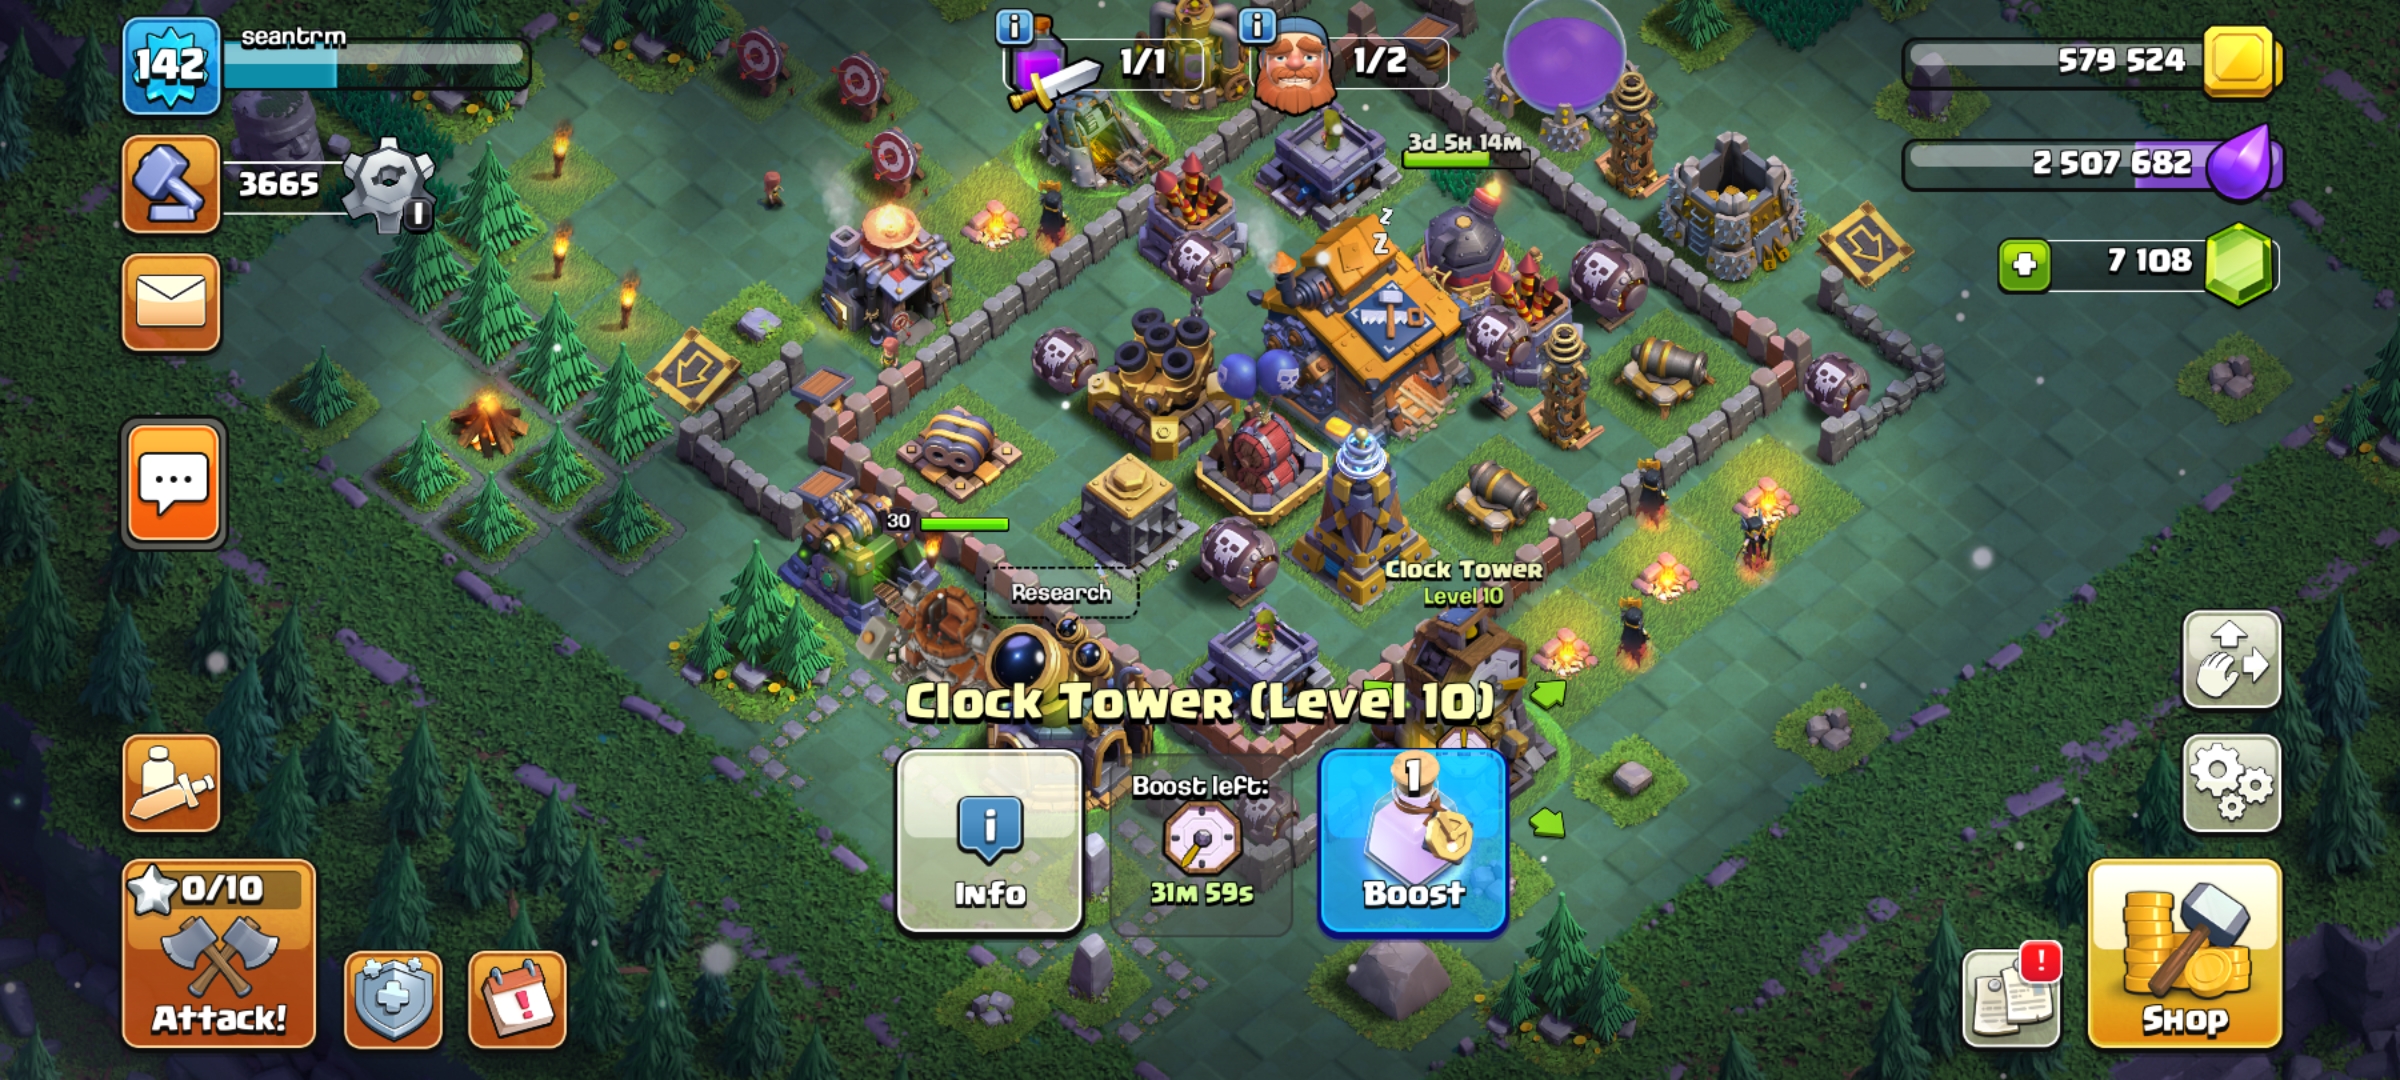 142
seantrm
1/1
1/2
579 524
3665
3d 5H 14M
2 507 682
7 108
z
z
30
Research
Clock Tower
Level 10
Clock Tower (Level 10)
Info
Boost left:
31M 59s
1
Boost
0/10
Attack!
!
Shop